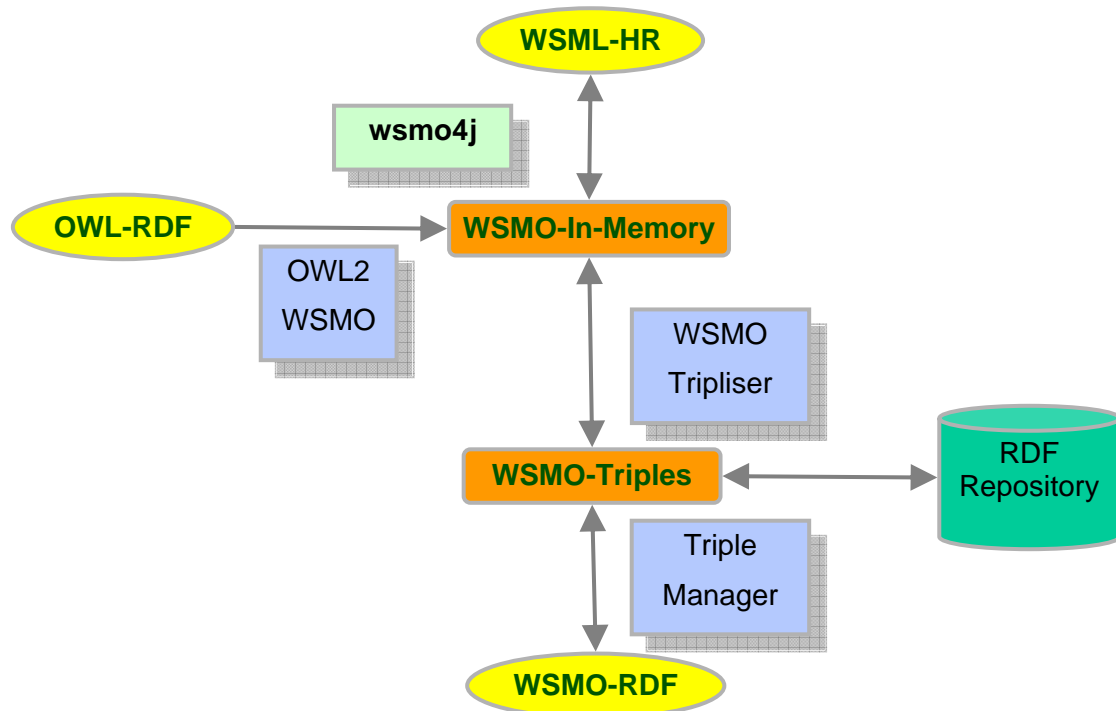 WSML-HR
wsmo4j
OWL-RDF
WSMO-In-Memory
OWL2
WSMO
WSMO
Tripliser
RDF
Repository
WSMO-Triples
Triple
Manager
WSMO-RDF